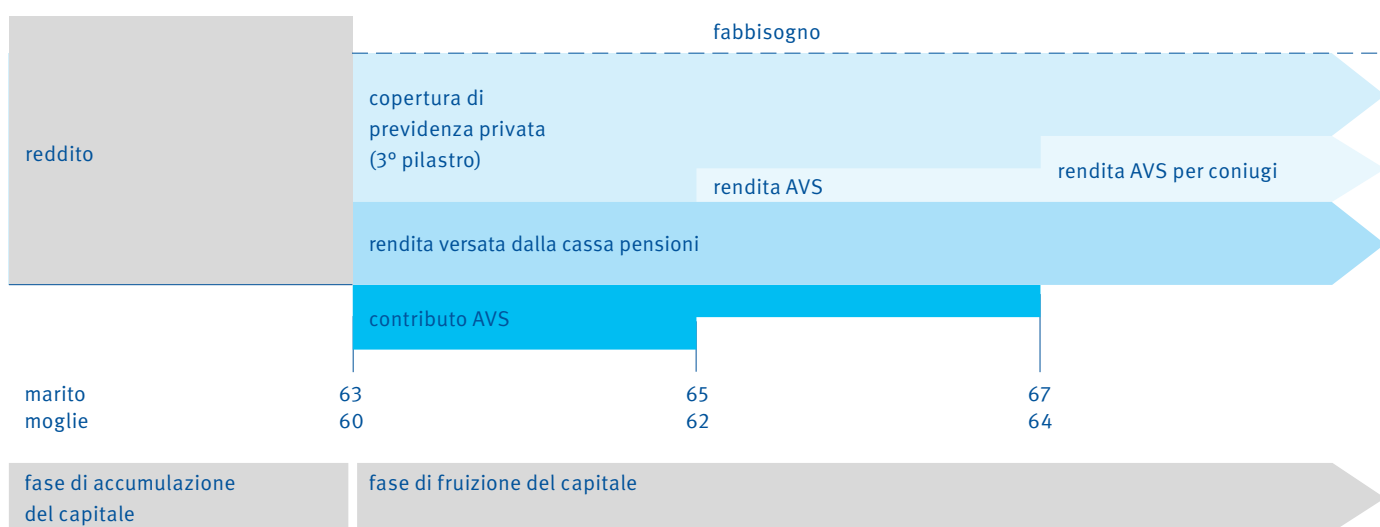 fabbisogno
reddito
copertura di
previdenza privata
(3° pilastro)
rendita AVS
rendita AVS per coniugi
rendita versata dalla cassa pensioni
contributo AVS
marito 63 65 67
moglie 60 62 64
fase di accumulazione
del capitale
fase di fruizione del capitale